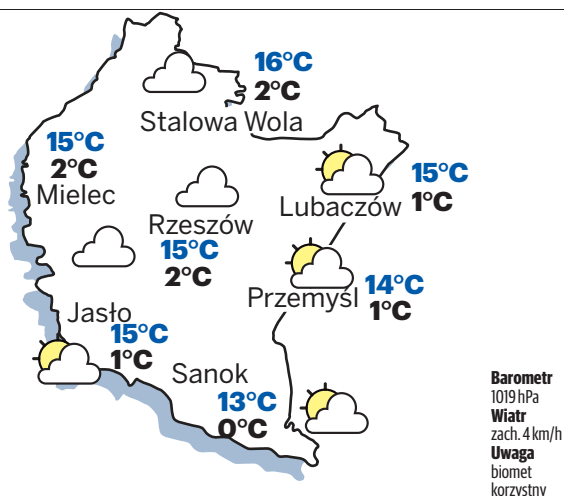 16°C
2°C
Stalowa Wola
15°C
2°C
Mielec
15°C
1°C
Lubaczów
Rzeszów
15°C
2°C
14°C
1°C
Przemyśl
Jasło
15°C
1°C
Sanok
13°C
0°C
Barometr
1019 hPa
Wiatr
zach. 4 km/h
Uwaga
biomet
korzystny